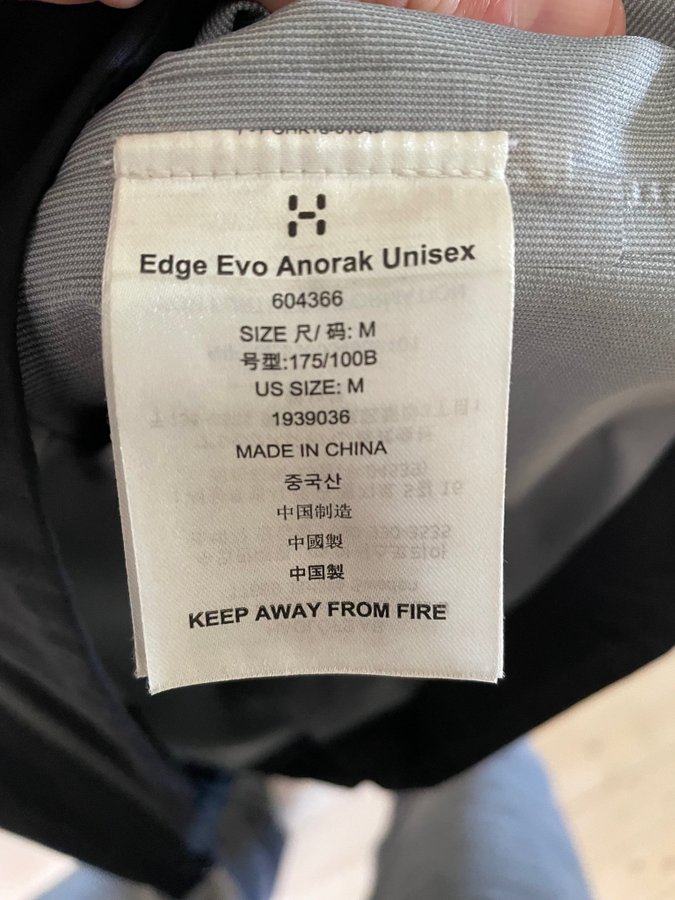 Edge Evo Anorak Unisex
604366
SIZE 尺/ 码: M
号型:175/100B
US SIZE: M
1939036
MADE IN CHINA
중국산
中国制造
中國製
中国製
KEEP AWAY FROM FIRE